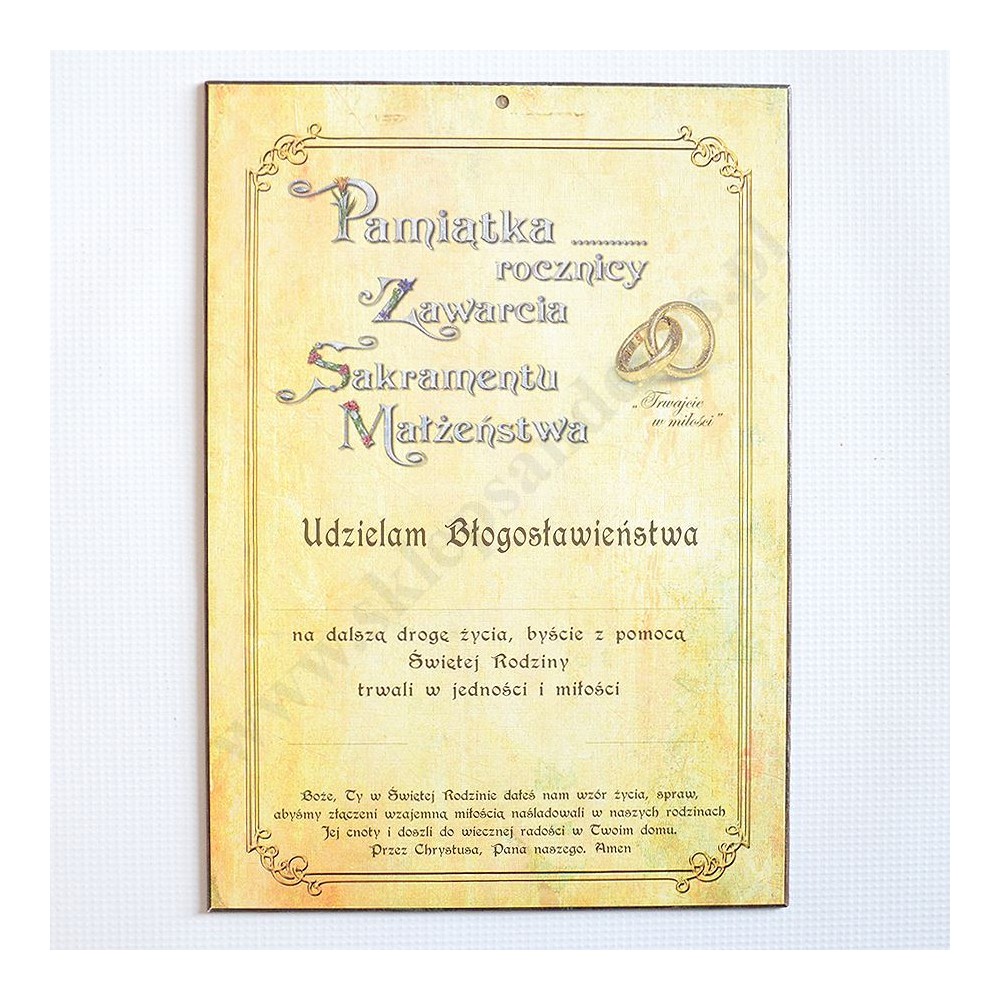 Pamiątka ............
rocznicy
Zawarcia
Sakramentu
Małżeństwa
„Trwajcie
w miłości”
Udzielam Błogosławieństwa
na dalszą drogę życia, byście z pomocą
Świętej Rodziny
trwali w jedności i miłości
Boże, Ty w Świętej Rodzinie dałeś nam wzór życia, spraw,
abyśmy złączeni wzajemną miłością naśladowali w naszych rodzinach
Jej cnoty i doszli do wiecznej radości w Twoim domu.
Przez Chrystusa, Pana naszego. Amen